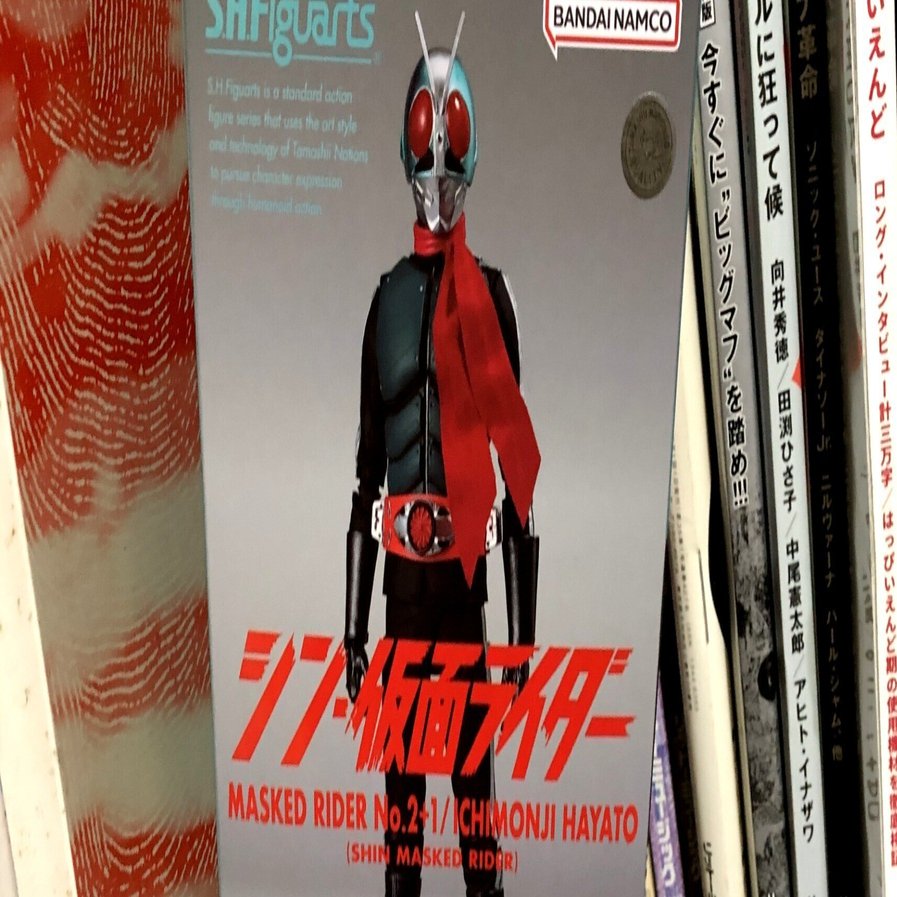 S.H.Figuarts
BANDAI NAMCO
S.H.Figuarts is a standard action
figure series that uses the art style
and technology of Tamashii Nations
to pursue character expression
through humanoid action.
シン・仮面ライダー
MASKED RIDER No.2+1/ICHIMONJI HAYATO
(SHIN MASKED RIDER)
版 今すぐに"ビッグマフ"を踏め!!!
ルに狂って候 向井秀徳/田渕ひさ子/中尾憲太郎/アヒト・イナザワ
革命 ソニック・ユース ダイナソーJr. ニルヴァーナ ハール・シャム、他
いえんど ロング・インタビュー計三万字/はっぴいえんど期の使用機材を徹底検証